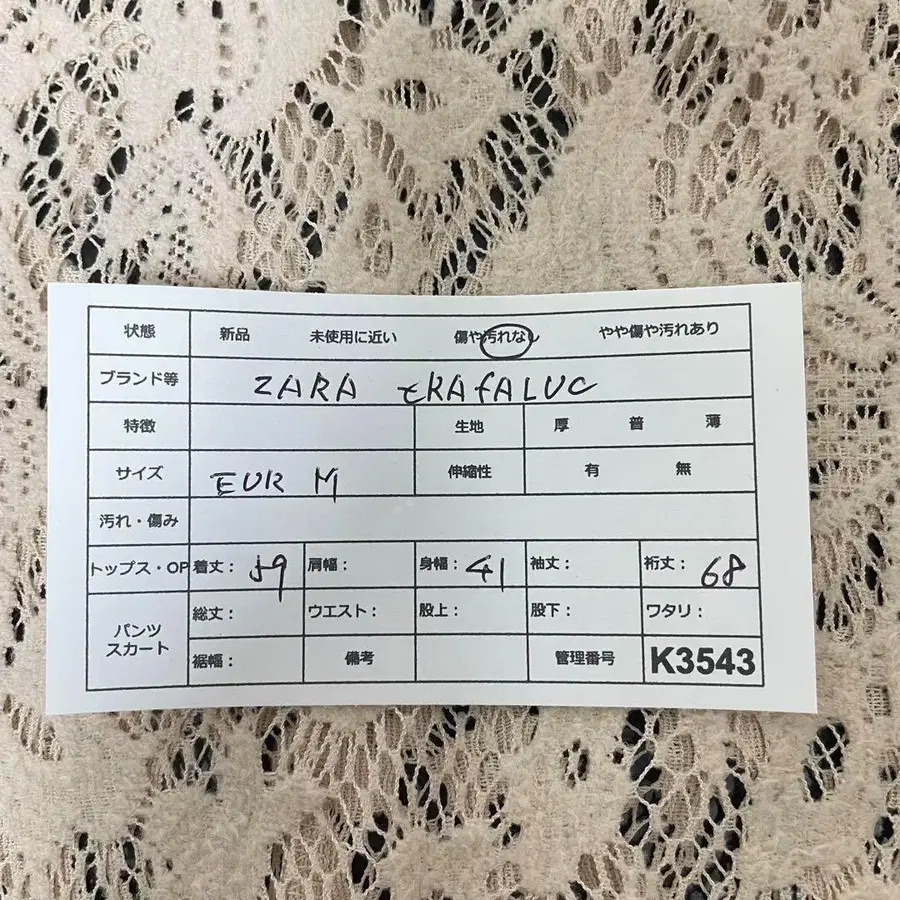 状態 新品 未使用に近い 傷や汚れなし やや傷や汚れあり
ブランド等 ZARA tRAfALUC
特徴 生地 厚 普 薄
サイズ EUR M 伸縮性 有 無
汚れ・傷み
トップス・OP 着丈： 59 肩幅： 身幅： 41 袖丈： 裄丈： 68
パンツ スカート 総丈： ウエスト： 股上： 股下： ワタリ：
裾幅： 備考 管理番号 K3543